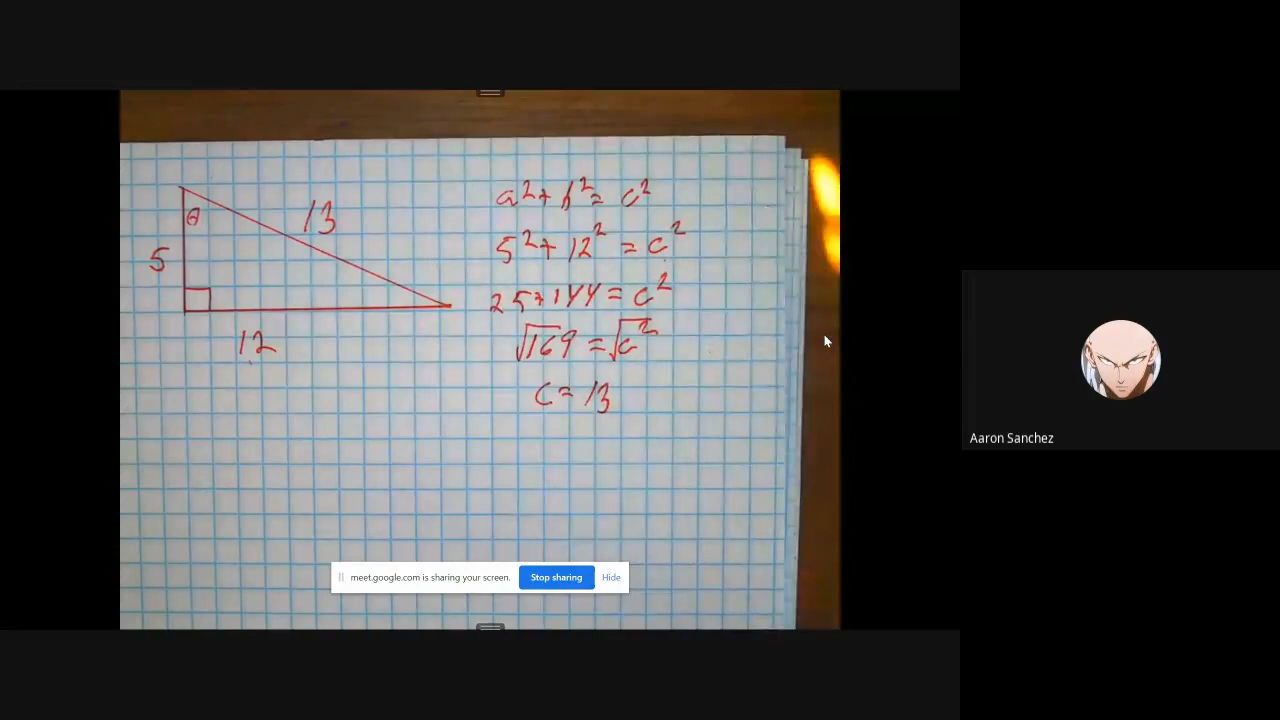 a² + b² = c²
5² + 12² = c²
25 + 144 = c²
√169 = √c²
c = 13
θ
13
5
12
meet.google.com is sharing your screen. Stop sharing Hide
Aaron Sanchez